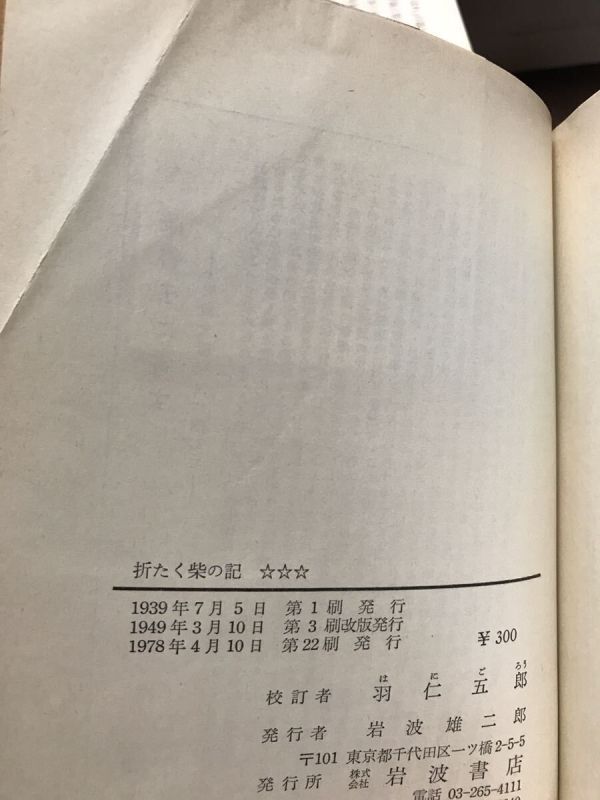 折たく柴の記 ☆☆☆
1939年7月5日 第1刷発行
1949年3月10日 第3刷改版発行
1978年4月10日 第22刷発行
¥300
はにごろう
校訂者 羽仁五郎
発行者 岩波雄二郎
〒101 東京都千代田区一ツ橋2-5-5
発行所 株式会社 岩波書店
電話 03-265-4111